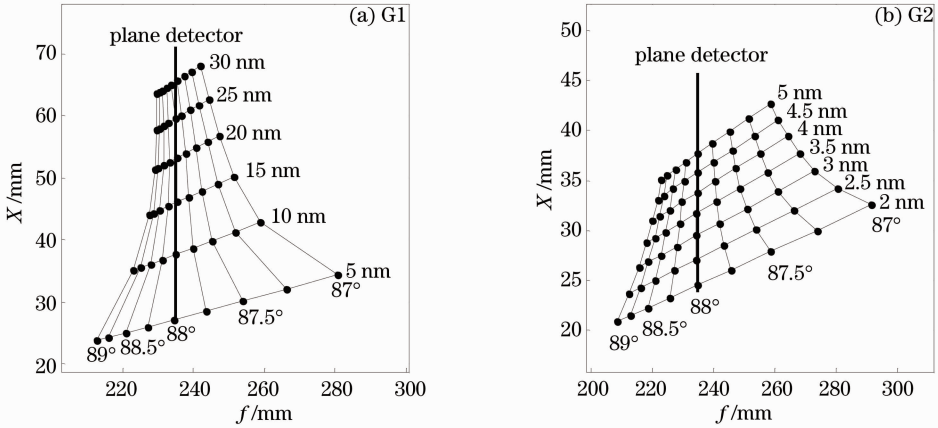 (a) G1
plane detector
70
60
50
40
30
20
X /mm
30 nm
25 nm
20 nm
15 nm
10 nm
5 nm
87°
87.5°
88°
88.5°
89°
220 240 260 280 300
f /mm
(b) G2
plane detector
50
45
40
35
30
25
20
X /mm
5 nm
4.5 nm
4 nm
3.5 nm
3 nm
2.5 nm
2 nm
87°
87.5°
88°
88.5°
89°
200 220 240 260 280 300
f /mm